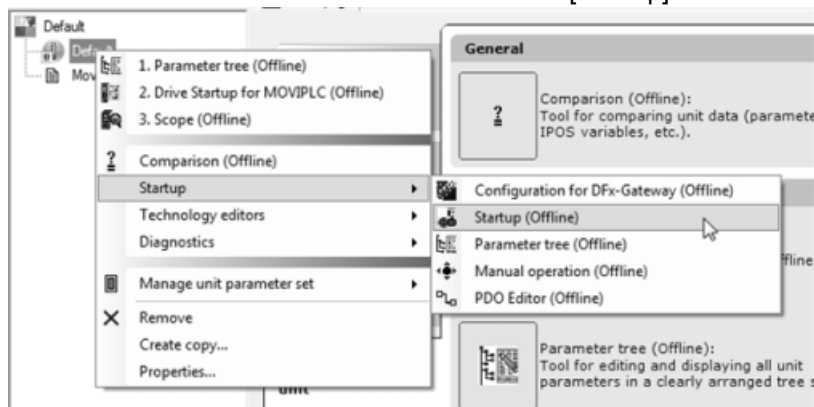 Default
Default
Mov
1. Parameter tree (Offline)
2. Drive Startup for MOVIPLC (Offline)
3. Scope (Offline)
Comparison (Offline)
Startup
Technology editors
Diagnostics
Manage unit parameter set
Remove
Create copy...
Properties...
Configuration for DFx-Gateway (Offline)
Startup (Offline)
Parameter tree (Offline)
Manual operation (Offline)
PDO Editor (Offline)
General
Comparison (Offline):
Tool for comparing unit data (paramete
IPOS variables, etc.).
ffline
Parameter tree (Offline):
Tool for editing and displaying all unit
parameters in a clearly arranged tree s